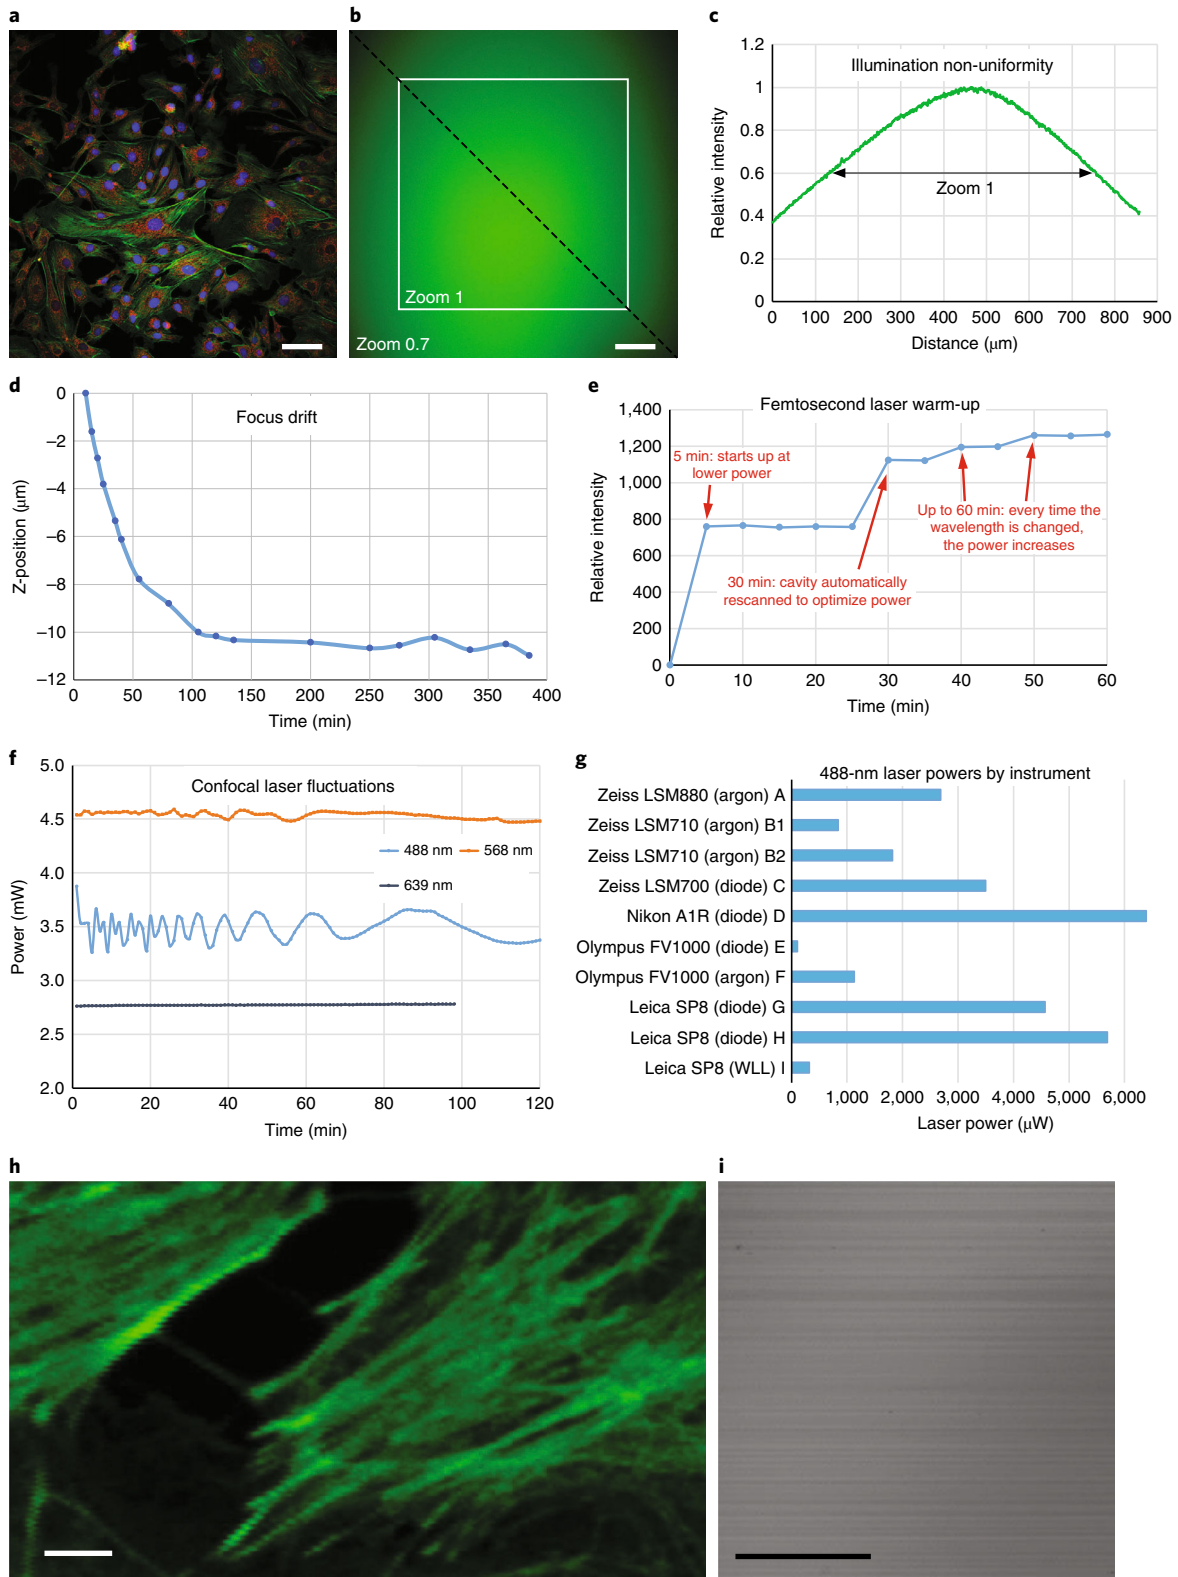 a
b
c
Zoom 1
Zoom 0.7
Illumination non-uniformity
Relative intensity
1.2
1
0.8
0.6
0.4
0.2
0
Zoom 1
0 100 200 300 400 500 600 700 800 900
Distance (μm)
d
Focus drift
Z-position (μm)
0
–2
–4
–6
–8
–10
–12
0 50 100 150 200 250 300 350 400
Time (min)
e
Femtosecond laser warm-up
Relative intensity
1,400
1,200
1,000
800
600
400
200
0
5 min: starts up at
lower power
30 min: cavity automatically
rescanned to optimize power
Up to 60 min: every time the
wavelength is changed,
the power increases
0 10 20 30 40 50 60
Time (min)
f
Confocal laser fluctuations
Power (mW)
5.0
4.5
4.0
3.5
3.0
2.5
2.0
488 nm 568 nm
639 nm
0 20 40 60 80 100 120
Time (min)
g
488-nm laser powers by instrument
Zeiss LSM880 (argon) A
Zeiss LSM710 (argon) B1
Zeiss LSM710 (argon) B2
Zeiss LSM700 (diode) C
Nikon A1R (diode) D
Olympus FV1000 (diode) E
Olympus FV1000 (argon) F
Leica SP8 (diode) G
Leica SP8 (diode) H
Leica SP8 (WLL) I
0 1,000 2,000 3,000 4,000 5,000 6,000
Laser power (μW)
h
i